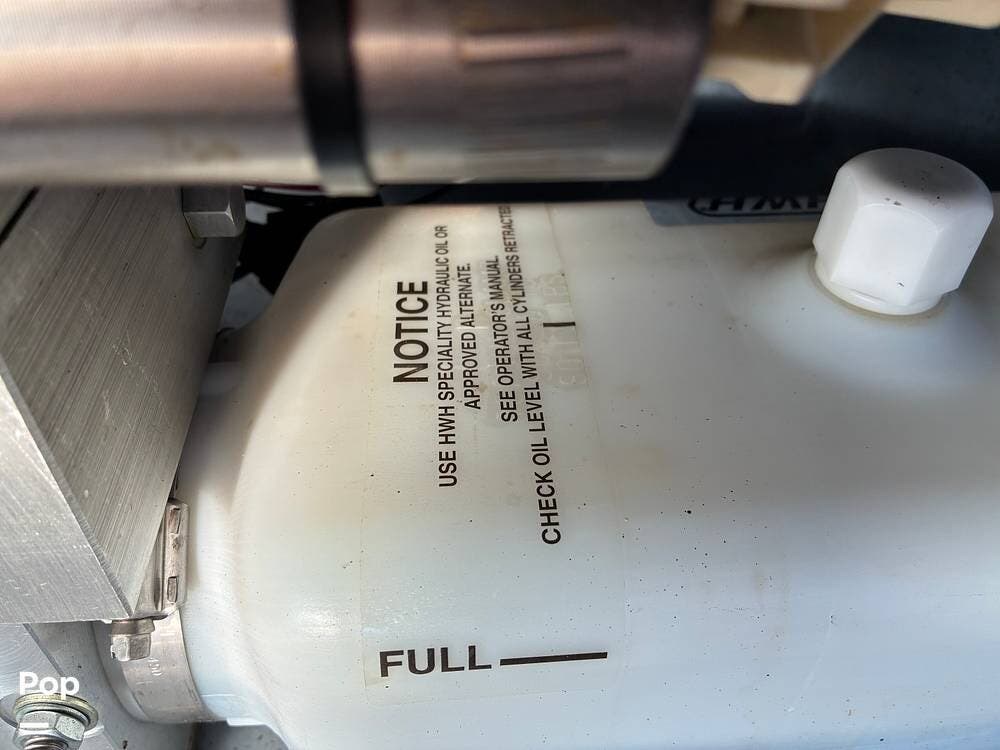 NOTICE
USE HWH SPECIALITY HYDRAULIC OIL OR
APPROVED ALTERNATE.
SEE OPERATOR'S MANUAL.
CHECK OIL LEVEL WITH ALL CYLINDERS RETRACTED
FULL
Pop